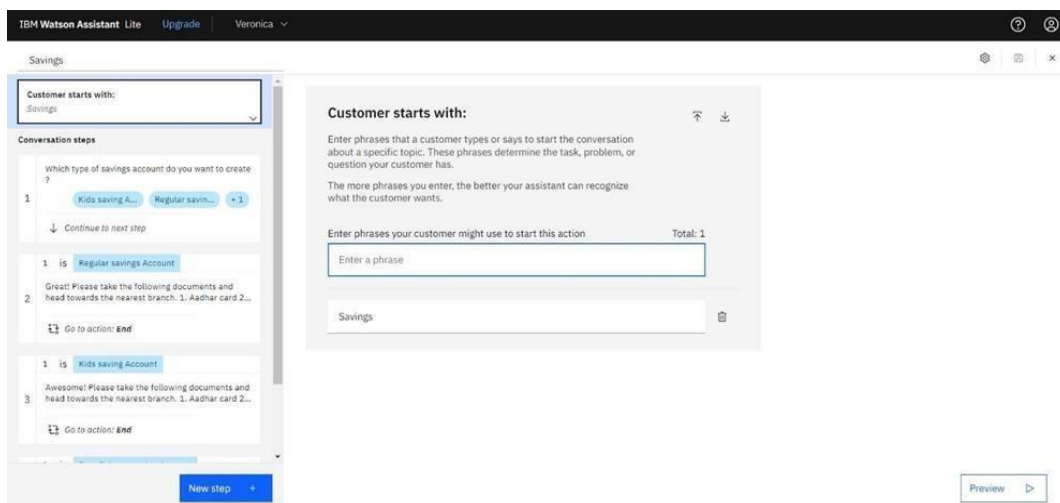 IBM Watson Assistant Lite Upgrade Veronica
Savings
Customer starts with:
Savings
Conversation steps
Which type of savings account do you want to create
?
1
Kids saving A... Regular savin... + 1
Continue to next step
1 is Regular savings Account
Great! Please take the following documents and
2 head towards the nearest branch. 1. Aadhar card 2...
Go to action: End
1 is Kids saving Account
Awesome! Please take the following documents and
3 head towards the nearest branch. 1. Aadhar card 2...
Go to action: End
New step +
Customer starts with:
Enter phrases that a customer types or says to start the conversation
about a specific topic. These phrases determine the task, problem, or
question your customer has.
The more phrases you enter, the better your assistant can recognize
what the customer wants.
Enter phrases your customer might use to start this action Total: 1
Enter a phrase
Savings
Preview